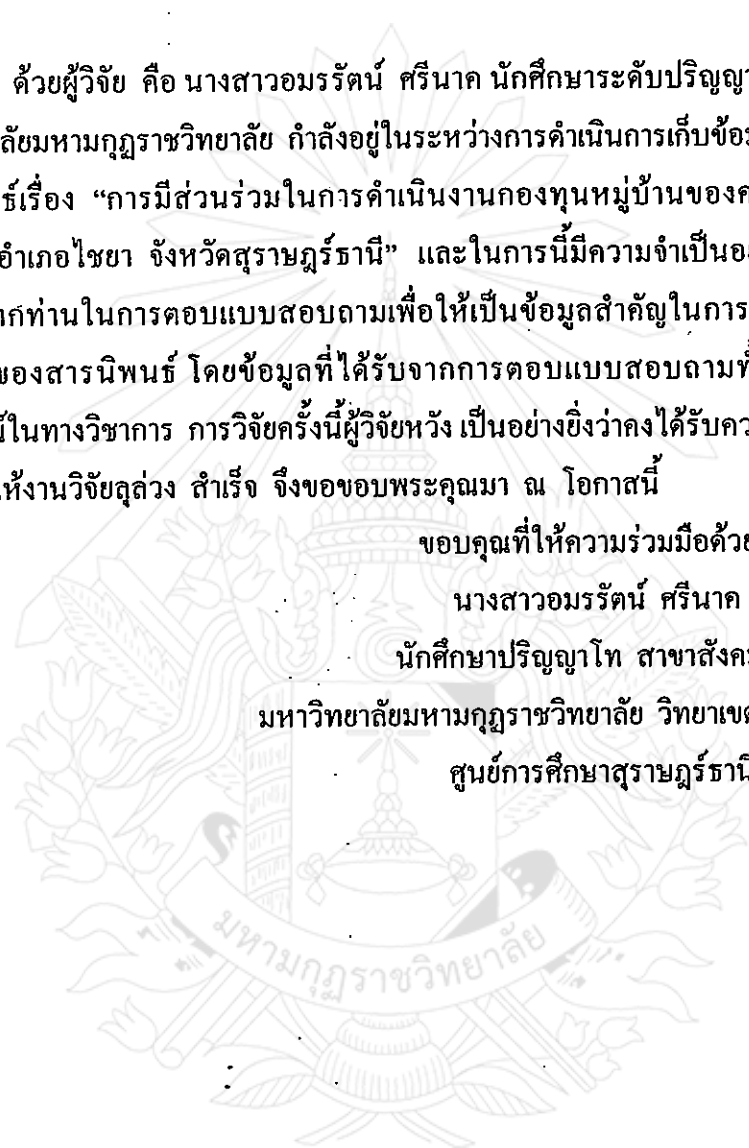 ด้วยผู้วิจัย คือ นางสาวอมรรัตน์ ศรีนาค นักศึกษาระดับปริญญา
ลัยมหามกุฏราชวิทยาลัย กำลังอยู่ในระหว่างการดำเนินการเก็บข้อ
ธ์เรื่อง “การมีส่วนร่วมในการดำเนินงานกองทุนหมู่บ้านของค
อำเภอไชยา จังหวัดสุราษฎร์ธานี” และในการนี้มีความจำเป็นอ
ากท่านในการตอบแบบสอบถามเพื่อให้เป็นข้อมูลสำคัญในการ
ของสารนิพนธ์ โดยข้อมูลที่ได้รับจากการตอบแบบสอบถามทั้
น์ในทางวิชาการ การวิจัยครั้งนี้ผู้วิจัยหวัง เป็นอย่างยิ่งว่าคงได้รับคว
ห้งานวิจัยลุล่วง สำเร็จ จึงขอขอบพระคุณมา ณ โอกาสนี้
ขอบคุณที่ให้ความร่วมมือด้วย
นางสาวอมรรัตน์ ศรีนาค
นักศึกษาปริญญาโท สาขาสังคม
มหาวิทยาลัยมหามกุฏราชวิทยาลัย วิทยาเขต
ศูนย์การศึกษาสุราษฎร์ธานี
มหามกุฏราชวิทยาลัย